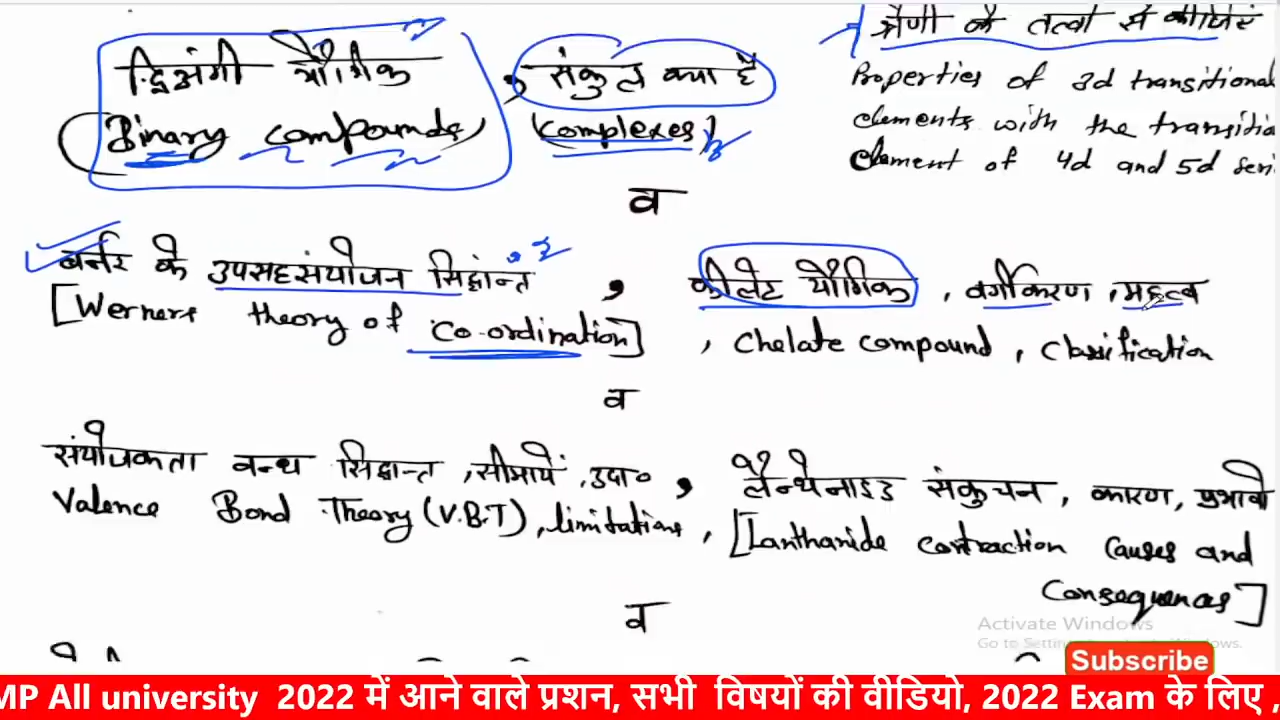 श्रेणी के तत्वों से कीजिए
Properties of 3d transitional
elements with the transitio
element of 4d and 5d seri
द्विअंगी यौगिक , संकुल क्या है
(Binary compounds) (complexes)
व
वर्नर के उपसहसंयोजन सिद्धान्त , कीलेट यौगिक , वर्गीकरण , महत्व
[Werners theory of co-ordination] , Chelate compound , Classification
व
संयोजकता बन्ध सिद्धान्त , सीमायें , उदा० , लैन्थेनाइड संकुचन , कारण , प्रभावो
Valence Bond Theory (V.B.T) , limitations , [Lanthanide contraction Causes and
Consequences]
व
Activate Windows
Subscribe
MP All university 2022 में आने वाले प्रशन, सभी विषयों की वीडियो, 2022 Exam के लिए ,